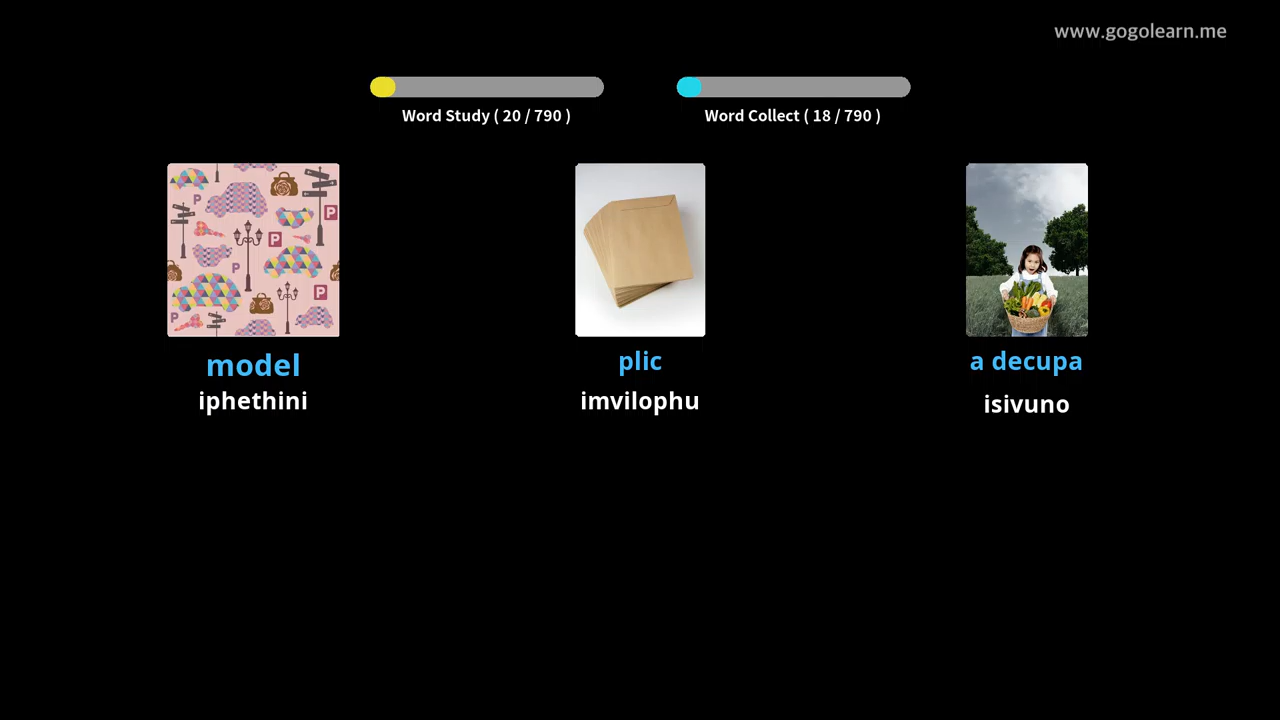 www.gogolearn.me
Word Study ( 20 / 790 )
Word Collect ( 18 / 790 )
P
P
P
P
P
P
model
plic
a decupa
iphethini
imvilophu
isivuno